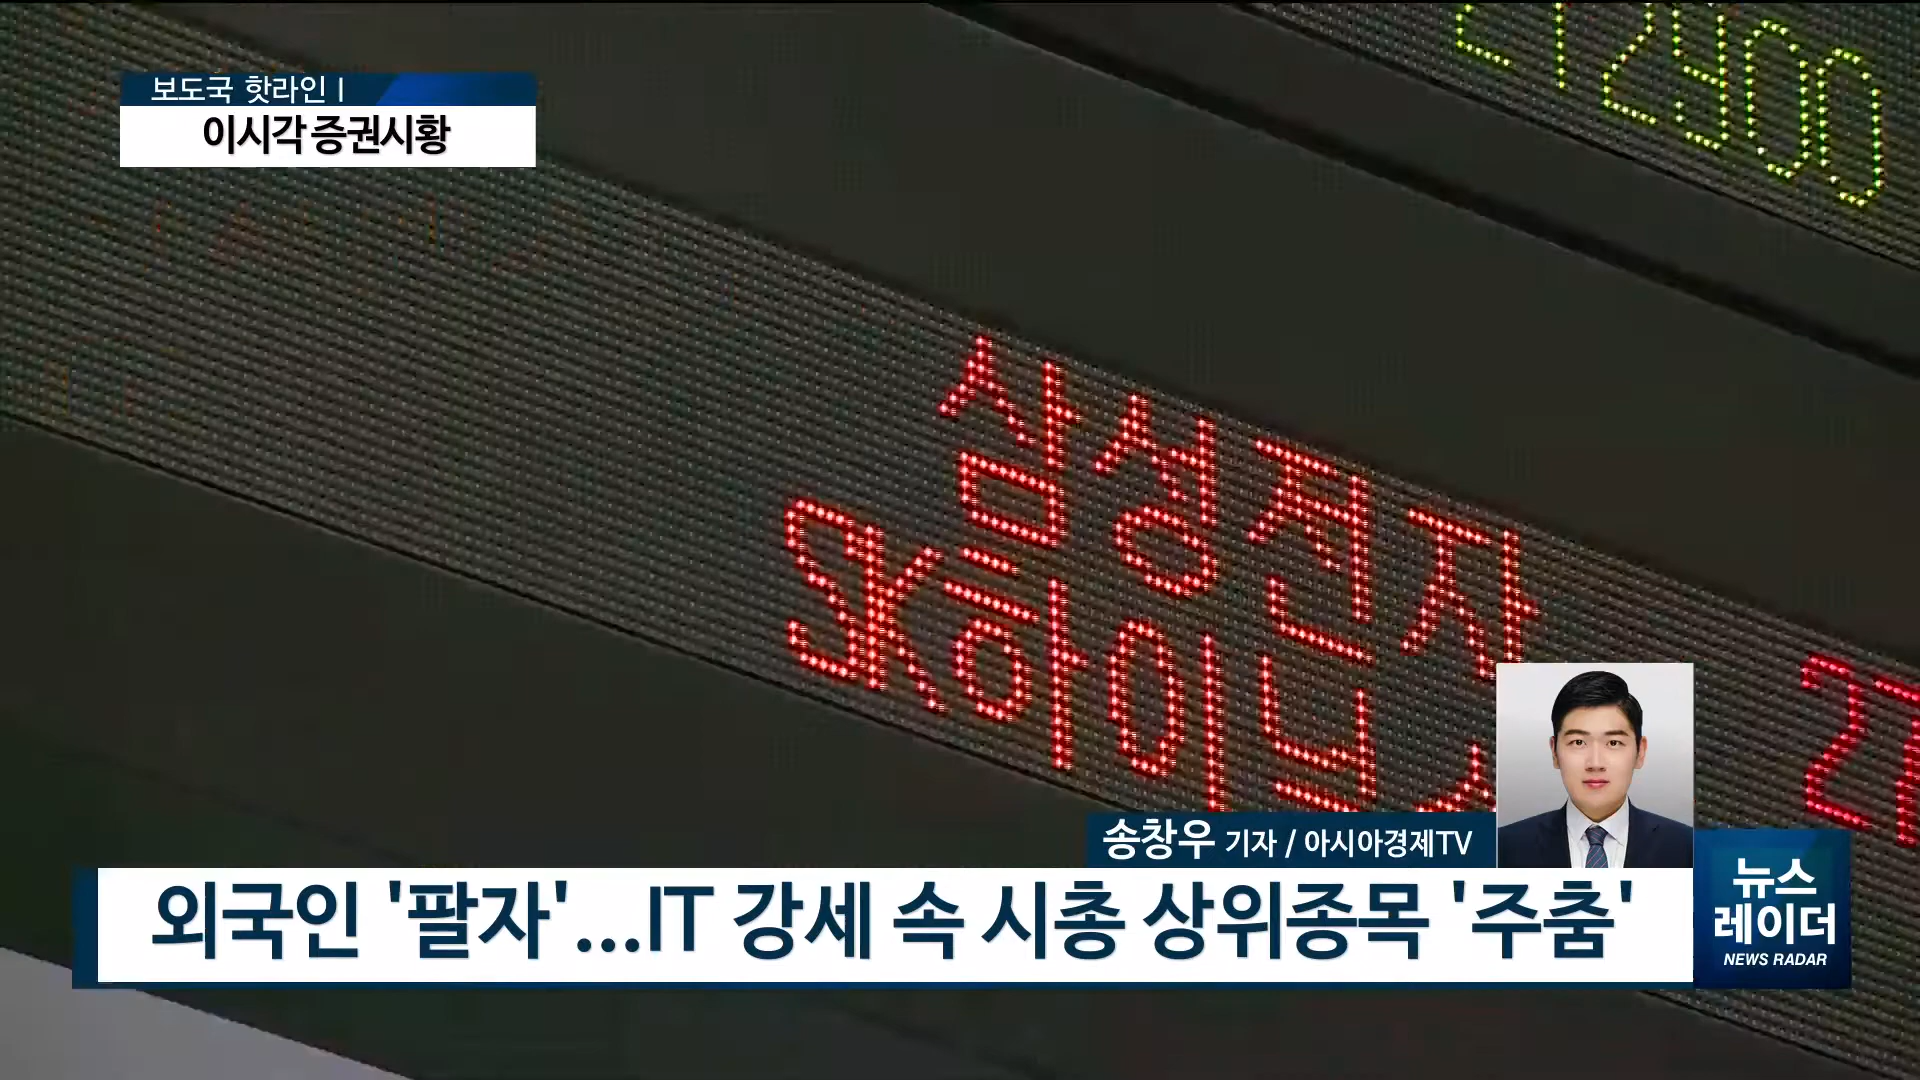 보도국 핫라인 I
이시각 증권시황
삼성전자
SK하이닉
송창우 기자 / 아시아경제TV
외국인 '팔자'...IT 강세 속 시총 상위종목 '주춤'
뉴스
레이더
NEWS RADAR